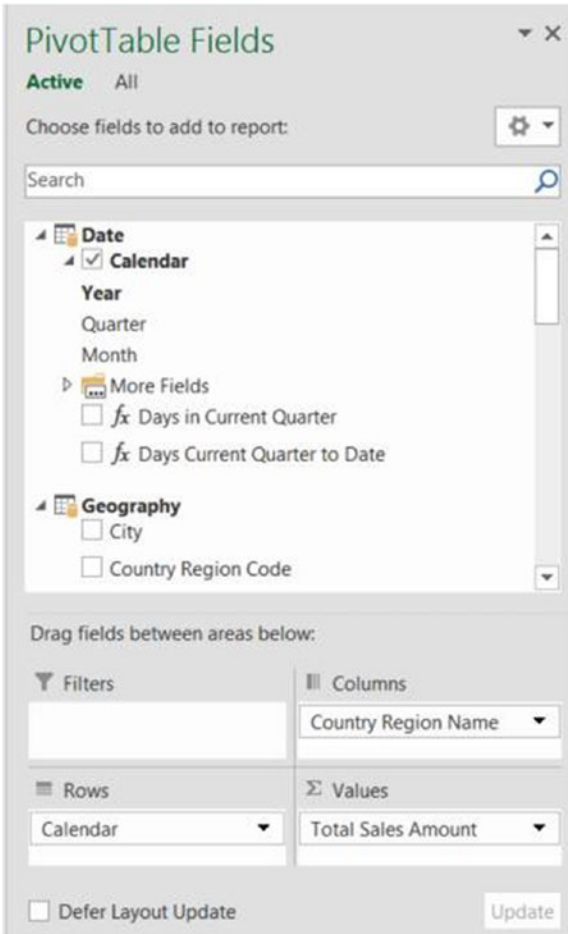 PivotTable Fields
Active All
Choose fields to add to report:
Search
Date
Calendar
Year
Quarter
Month
More Fields
fx Days in Current Quarter
fx Days Current Quarter to Date
Geography
City
Country Region Code
Drag fields between areas below:
Filters
Columns
Country Region Name
Rows
Σ Values
Calendar
Total Sales Amount
Defer Layout Update
Update